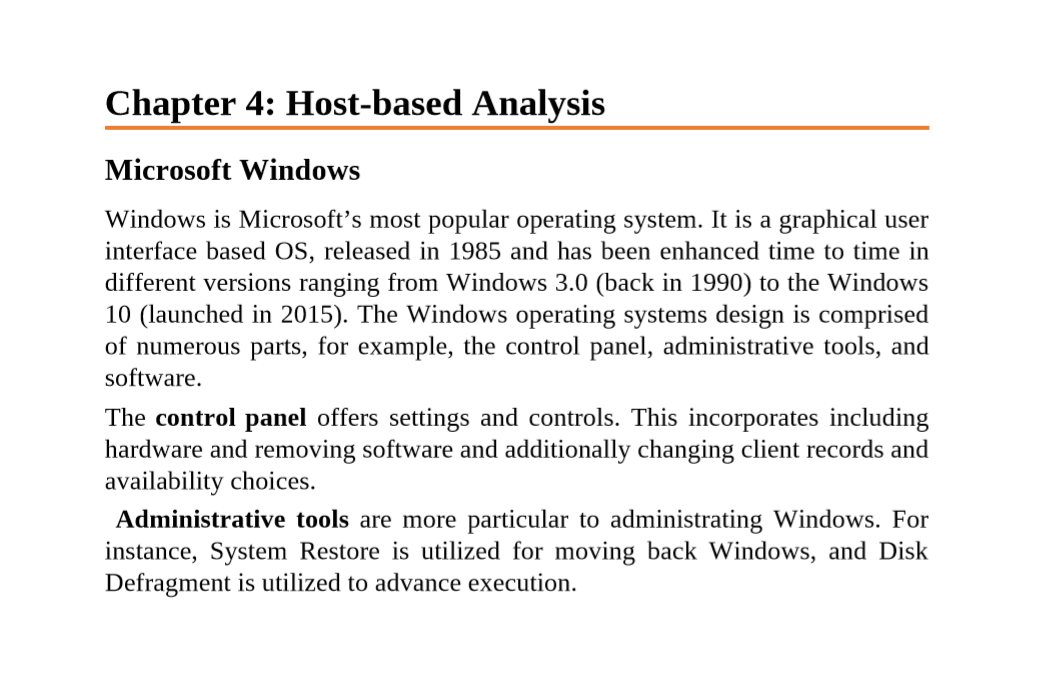 Chapter 4: Host-based Analysis
Microsoft Windows
Windows is Microsoft’s most popular operating system. It is a graphical user
interface based OS, released in 1985 and has been enhanced time to time in
different versions ranging from Windows 3.0 (back in 1990) to the Windows
10 (launched in 2015). The Windows operating systems design is comprised
of numerous parts, for example, the control panel, administrative tools, and
software.
The control panel offers settings and controls. This incorporates including
hardware and removing software and additionally changing client records and
availability choices.
Administrative tools are more particular to administrating Windows. For
instance, System Restore is utilized for moving back Windows, and Disk
Defragment is utilized to advance execution.